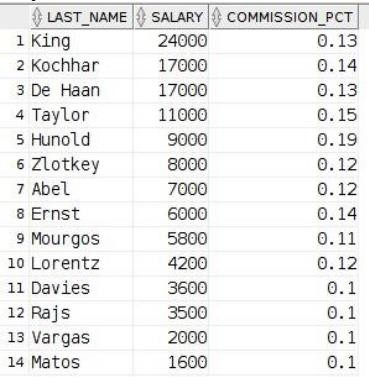 LAST_NAME SALARY COMMISSION_PCT
1 King 24000 0.13
2 Kochhar 17000 0.14
3 De Haan 17000 0.13
4 Taylor 11000 0.15
5 Hunold 9000 0.19
6 Zlotkey 8000 0.12
7 Abel 7000 0.12
8 Ernst 6000 0.14
9 Mourgos 5800 0.11
10 Lorentz 4200 0.12
11 Davies 3600 0.1
12 Rajs 3500 0.1
13 Vargas 2000 0.1
14 Matos 1600 0.1